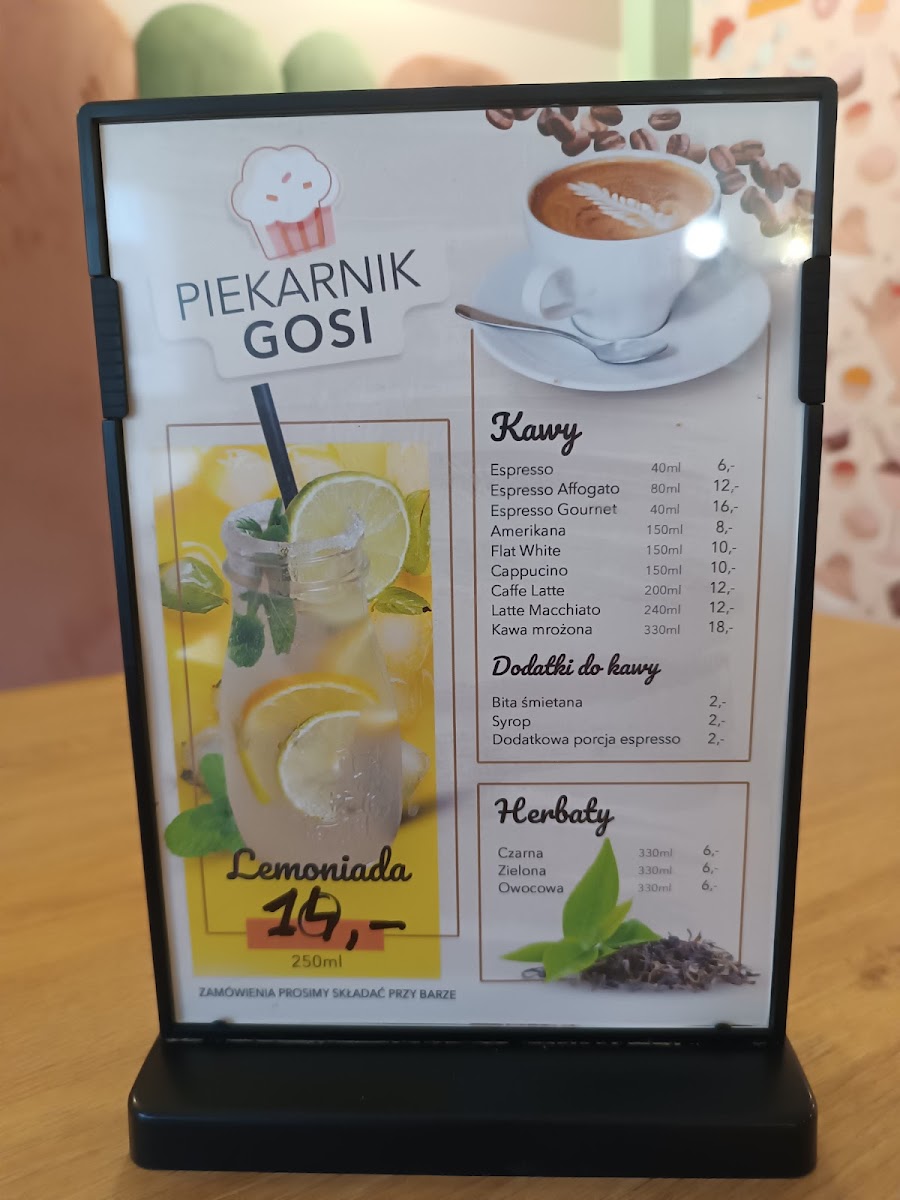 PIEKARNIK
GOSI
Kawy
Espresso 40ml 6,-
Espresso Affogato 80ml 12,-
Espresso Gourmet 40ml 16,-
Amerikana 150ml 8,-
Flat White 150ml 10,-
Cappucino 150ml 10,-
Caffe Latte 200ml 12,-
Latte Macchiato 240ml 12,-
Kawa mrożona 330ml 18,-
Dodatki do kawy
Bita śmietana 2,-
Syrop 2,-
Dodatkowa porcja espresso 2,-
Herbaty
Czarna 330ml 6,-
Zielona 330ml 6,-
Owocowa 330ml 6,-
Lemoniada
14,-
250ml
ZAMÓWIENIA PROSIMY SKŁADAĆ PRZY BARZE